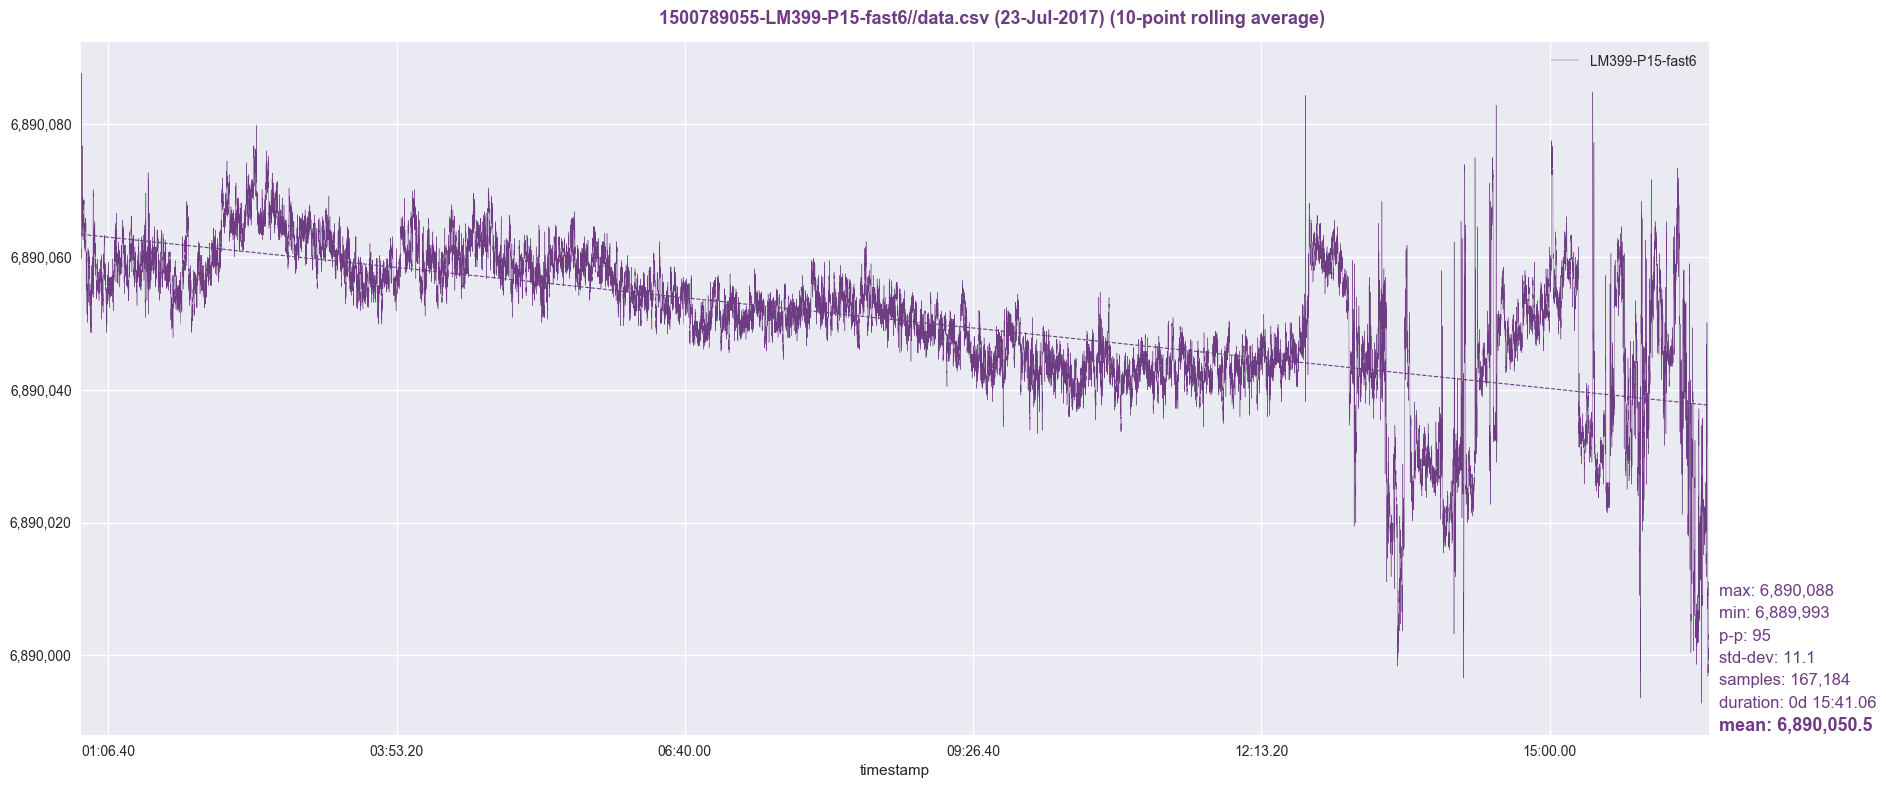 1500789055-LM399-P15-fast6//data.csv (23-Jul-2017) (10-point rolling average)
LM399-P15-fast6
6,890,080
6,890,060
6,890,040
6,890,020
6,890,000
max: 6,890,088
min: 6,889,993
p-p: 95
std-dev: 11.1
samples: 167,184
duration: 0d 15:41.06
mean: 6,890,050.5
01:06.40 03:53.20 06:40.00 09:26.40 12:13.20 15:00.00
timestamp